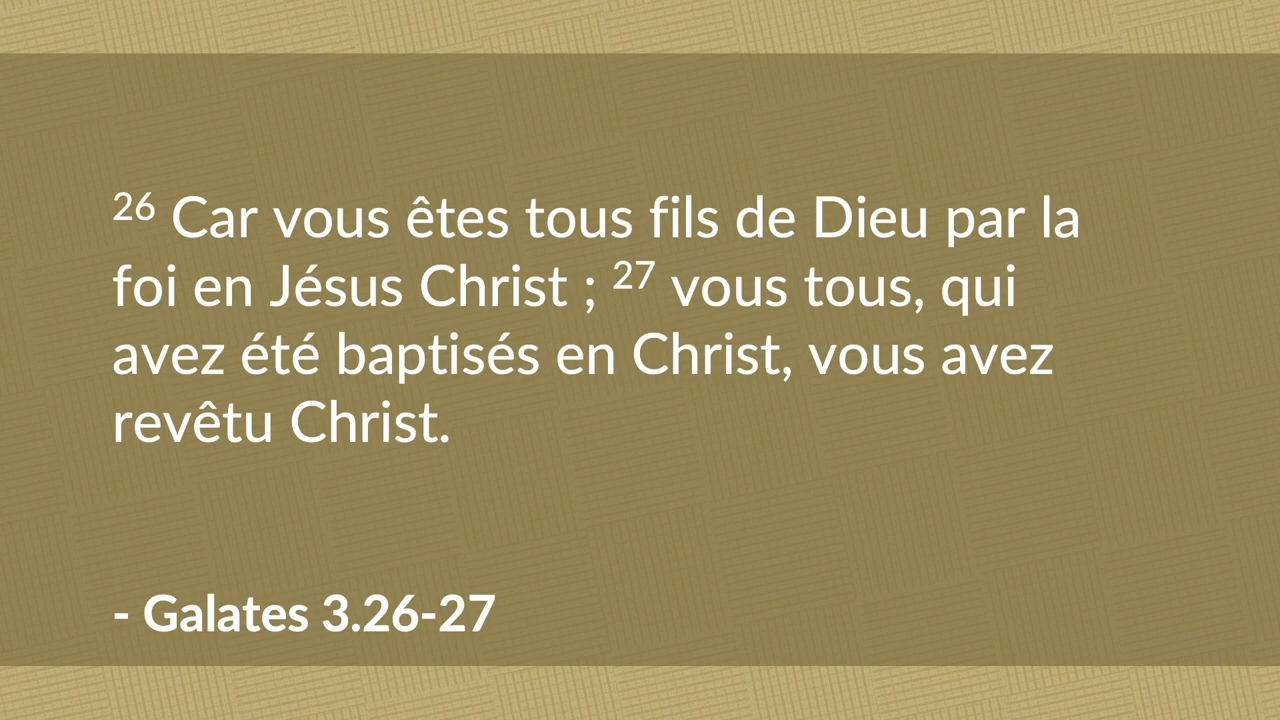 26 Car vous êtes tous fils de Dieu par la
foi en Jésus Christ ; 27 vous tous, qui
avez été baptisés en Christ, vous avez
revêtu Christ.
- Galates 3.26-27